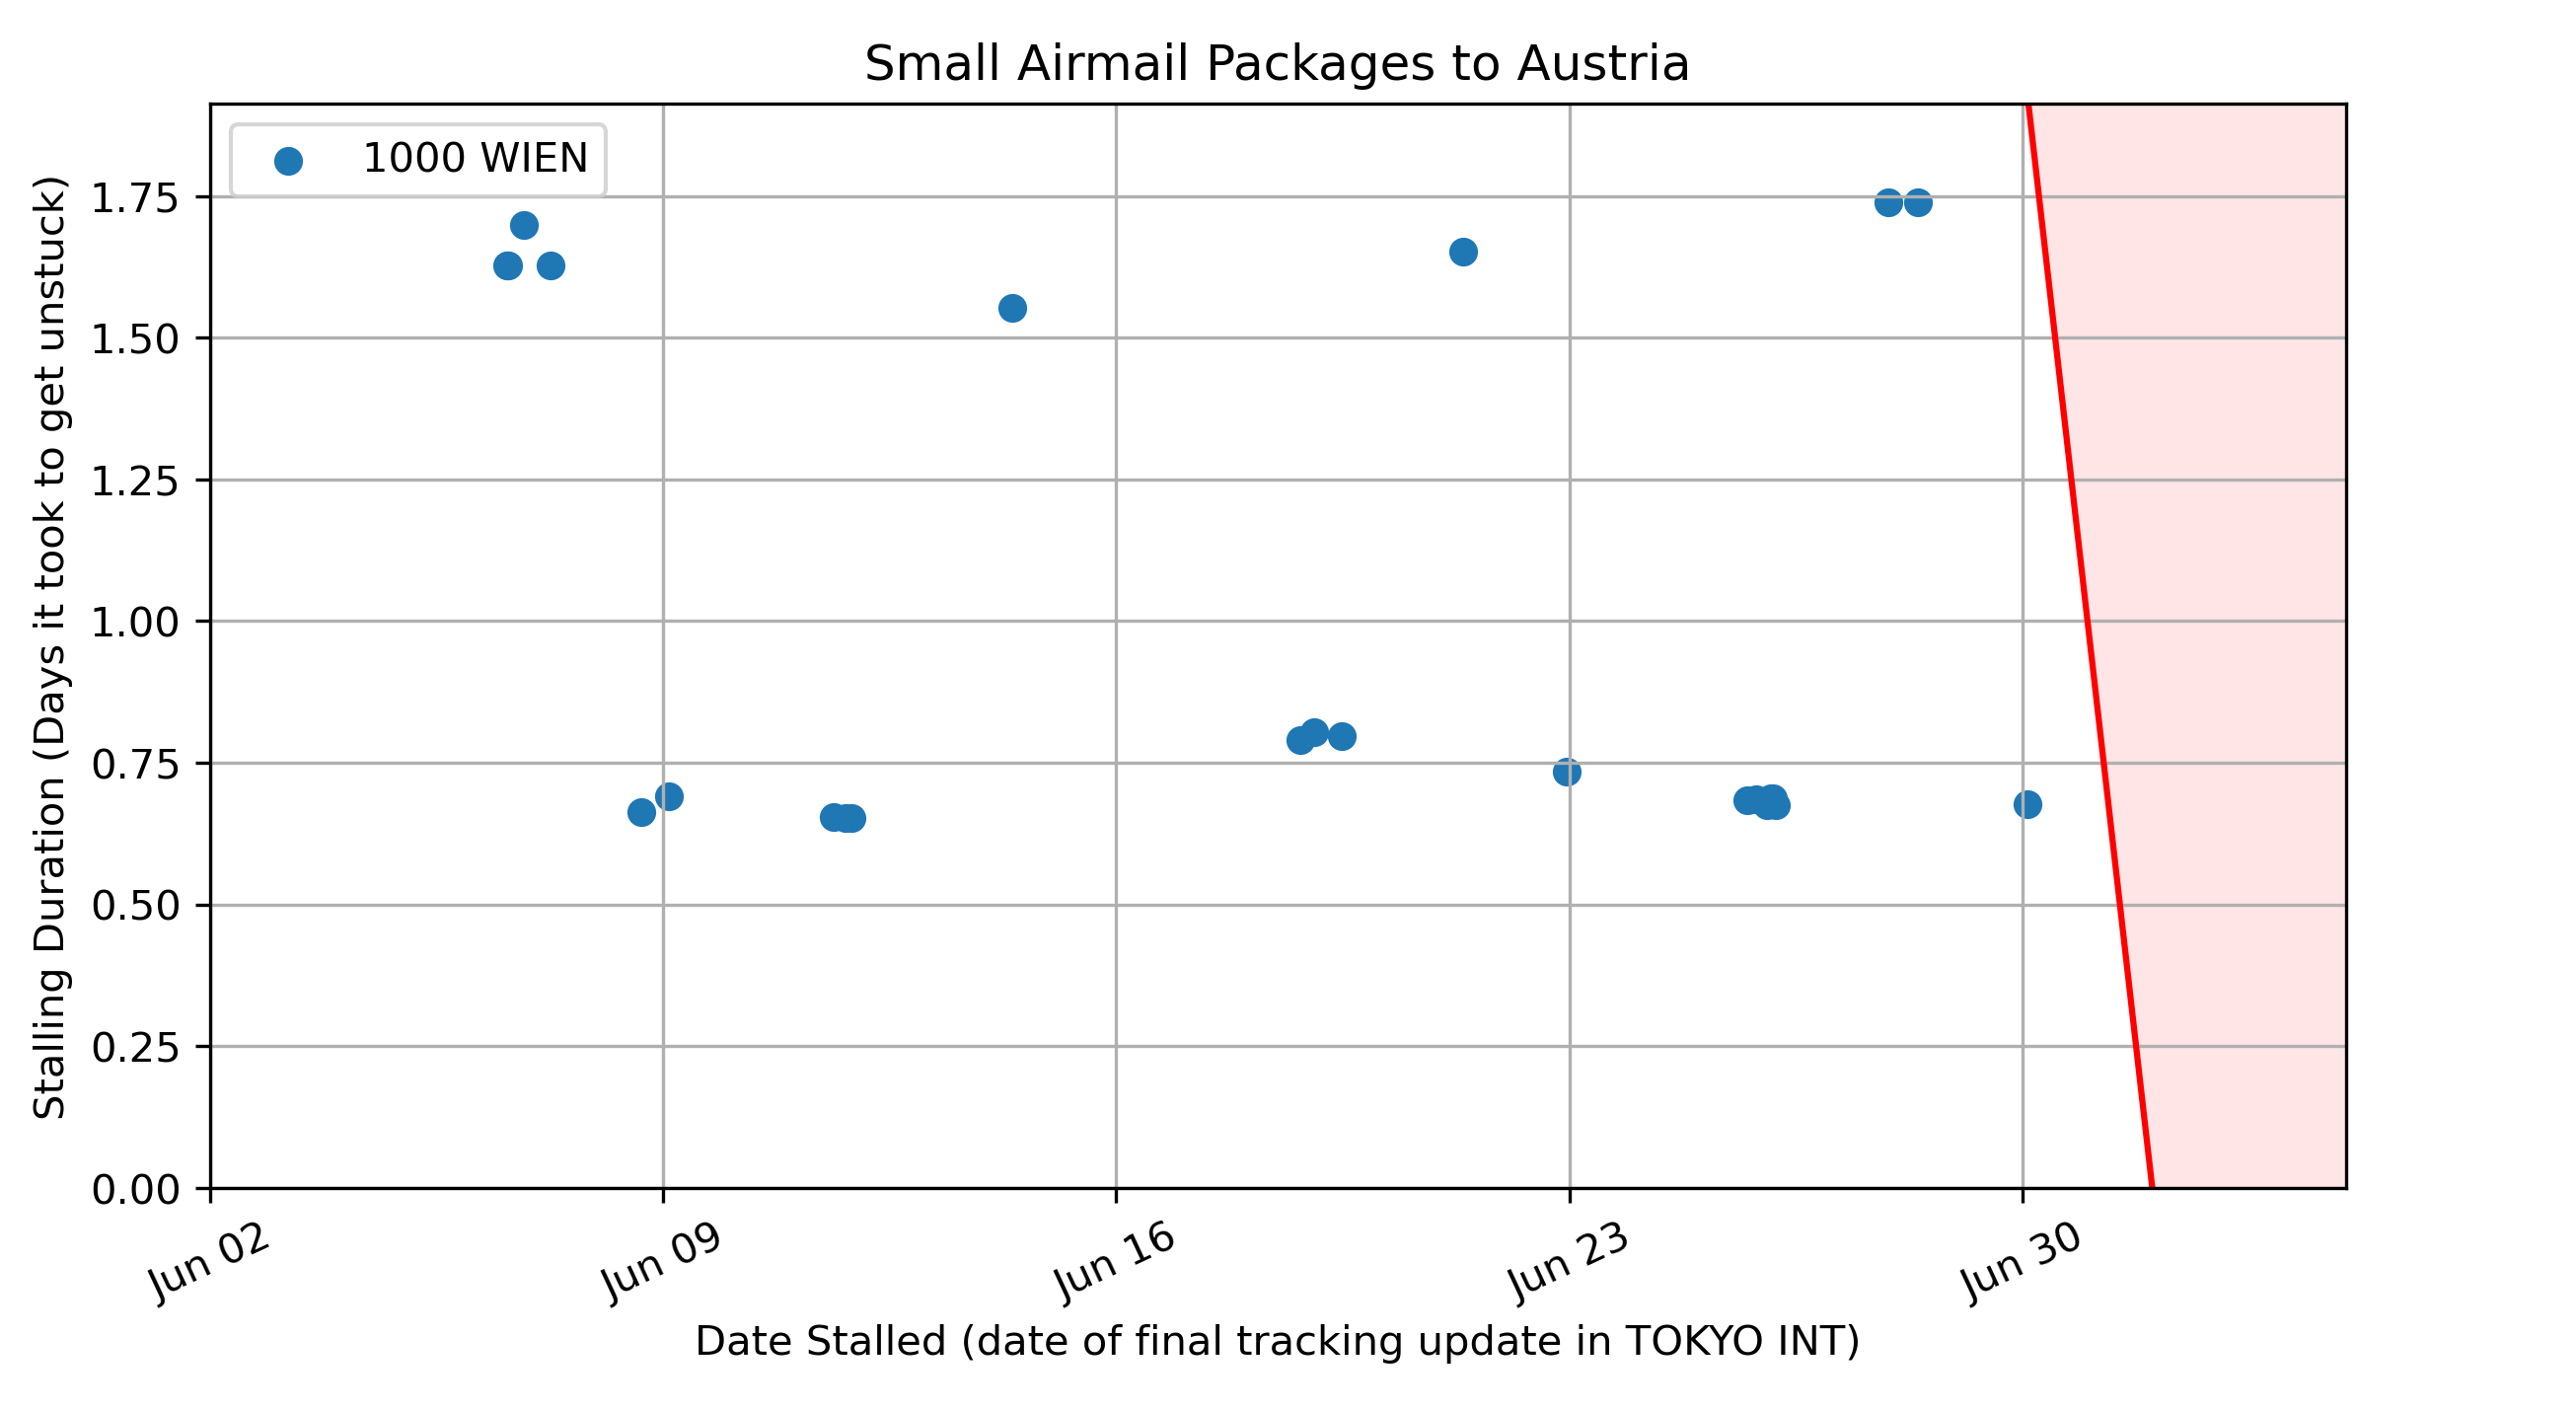 Small Airmail Packages to Austria
1000 WIEN
Stalling Duration (Days it took to get unstuck)
1.75
1.50
1.25
1.00
0.75
0.50
0.25
0.00
Jun 02
Jun 09
Jun 16
Jun 23
Jun 30
Date Stalled (date of final tracking update in TOKYO INT)